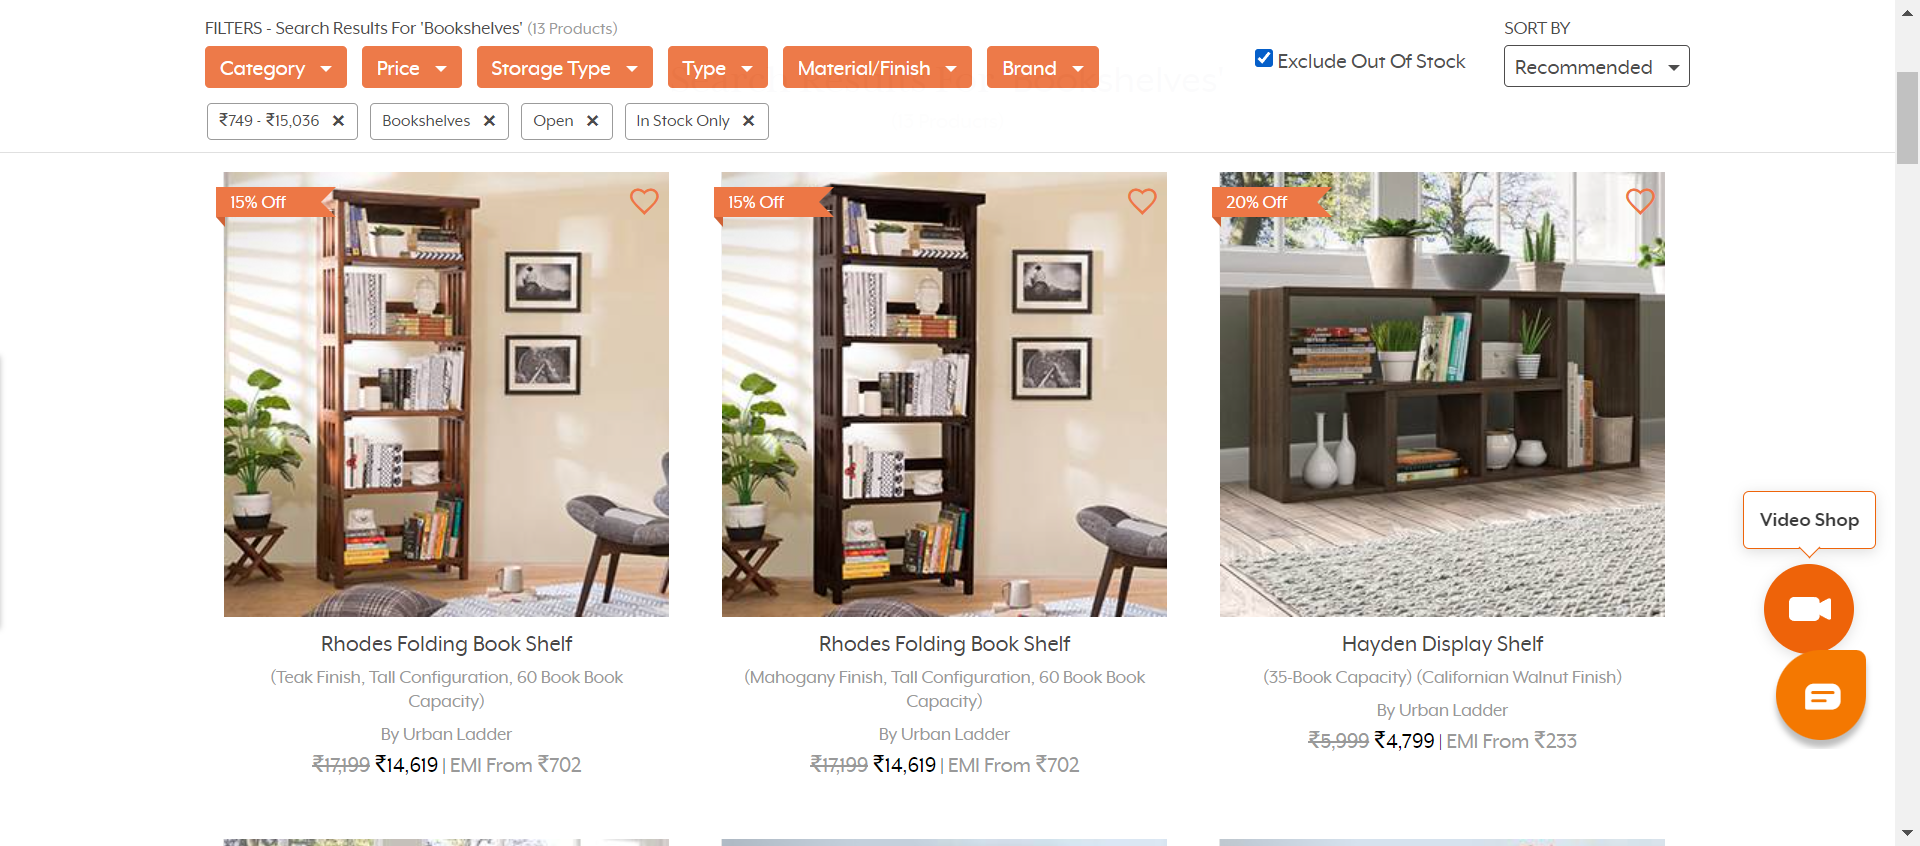 FILTERS - Search Results For 'Bookshelves' (13 Products)
SORT BY
Category
Price
Storage Type
Type
Material/Finish
Brand
Exclude Out Of Stock
Recommended
₹749 - ₹15,036 ✕
Bookshelves ✕
Open ✕
In Stock Only ✕
15% Off
15% Off
20% Off
Rhodes Folding Book Shelf
(Teak Finish, Tall Configuration, 60 Book Book
Capacity)
By Urban Ladder
₹17,199 ₹14,619 | EMI From ₹702
Rhodes Folding Book Shelf
(Mahogany Finish, Tall Configuration, 60 Book Book
Capacity)
By Urban Ladder
₹17,199 ₹14,619 | EMI From ₹702
Hayden Display Shelf
(35-Book Capacity) (Californian Walnut Finish)
By Urban Ladder
₹5,999 ₹4,799 | EMI From ₹233
Video Shop